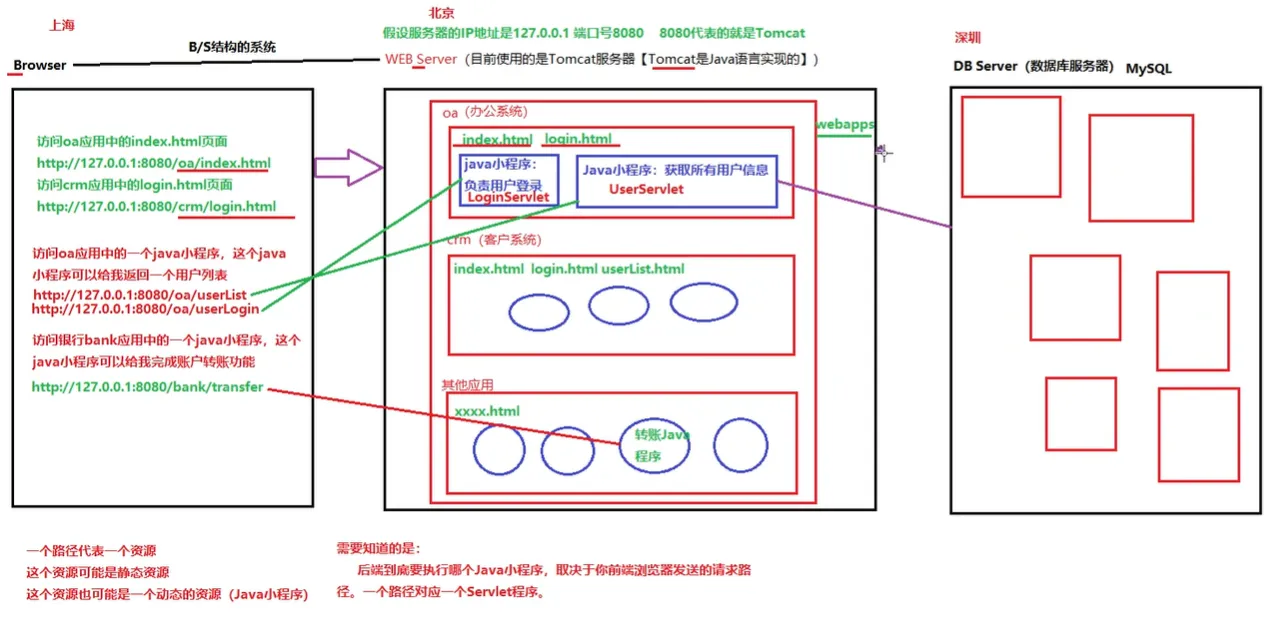 上海
B/S结构的系统
Browser
访问oa应用中的index.html页面
http://127.0.0.1:8080/oa/index.html
访问crm应用中的login.html页面
http://127.0.0.1:8080/crm/login.html
访问oa应用中的一个java小程序，这个java
小程序可以给我返回一个用户列表
http://127.0.0.1:8080/oa/userList
http://127.0.0.1:8080/oa/userLogin
访问银行bank应用中的一个java小程序，这个
java小程序可以给我完成账户转账功能
http://127.0.0.1:8080/bank/transfer
一个路径代表一个资源
这个资源可能是静态资源
这个资源也可能是一个动态的资源（Java小程序）
北京
假设服务器的IP地址是127.0.0.1 端口号8080 8080代表的就是Tomcat
WEB Server（目前使用的是Tomcat服务器【Tomcat是Java语言实现的】）
webapps
oa（办公系统）
index.html login.html
java小程序：
负责用户登录
LoginServlet
Java小程序：获取所有用户信息
UserServlet
crm（客户系统）
index.html login.html userList.html
其他应用
xxxx.html
转账Java
程序
需要知道的是：
后端到底要执行哪个Java小程序，取决于你前端浏览器发送的请求路
径。一个路径对应一个Servlet程序。
深圳
DB Server（数据库服务器） MySQL